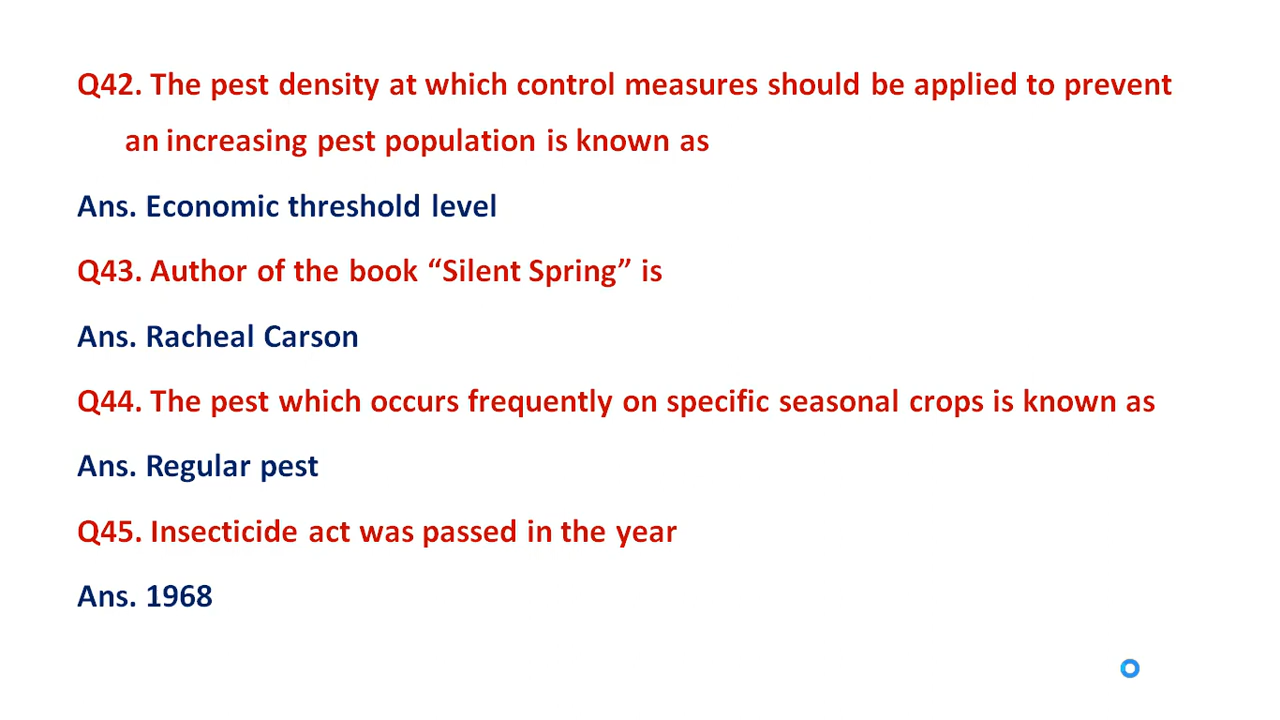 Q42. The pest density at which control measures should be applied to prevent
an increasing pest population is known as
Ans. Economic threshold level
Q43. Author of the book “Silent Spring” is
Ans. Racheal Carson
Q44. The pest which occurs frequently on specific seasonal crops is known as
Ans. Regular pest
Q45. Insecticide act was passed in the year
Ans. 1968